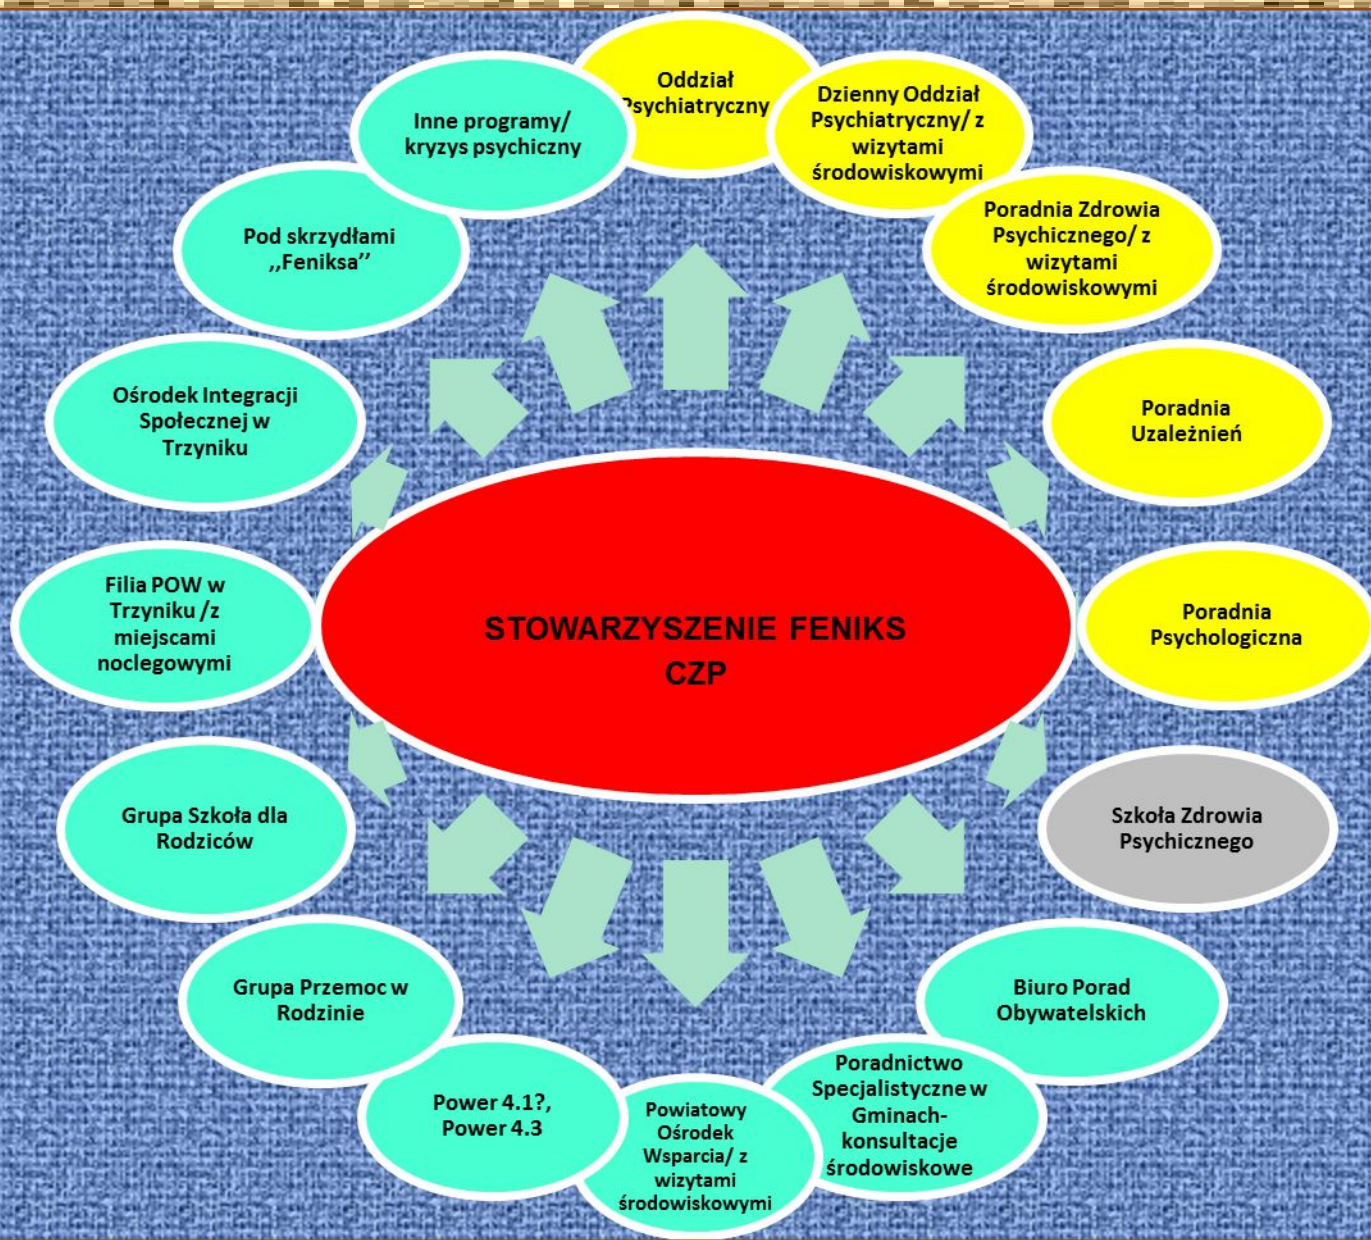 Oddział
Psychiatryczny
Dzienny Oddział
Psychiatryczny/ z
wizytami
środowiskowymi
Poradnia Zdrowia
Psychicznego/ z
wizytami
środowiskowymi
Poradnia
Uzależnień
Poradnia
Psychologiczna
Szkoła Zdrowia
Psychicznego
Biuro Porad
Obywatelskich
Poradnictwo
Specjalistyczne w
Gminach-
konsultacje
środowiskowe
Powiatowy
Ośrodek
Wsparcia/ z
wizytami
środowiskowymi
Power 4.1?,
Power 4.3
Grupa Przemoc w
Rodzinie
Grupa Szkoła dla
Rodziców
Filia POW w
Trzyniku /z
miejscami
noclegowymi
Ośrodek Integracji
Społecznej w
Trzyniku
Pod skrzydłami
,,Feniksa’’
Inne programy/
kryzys psychiczny
STOWARZYSZENIE FENIKS
CZP